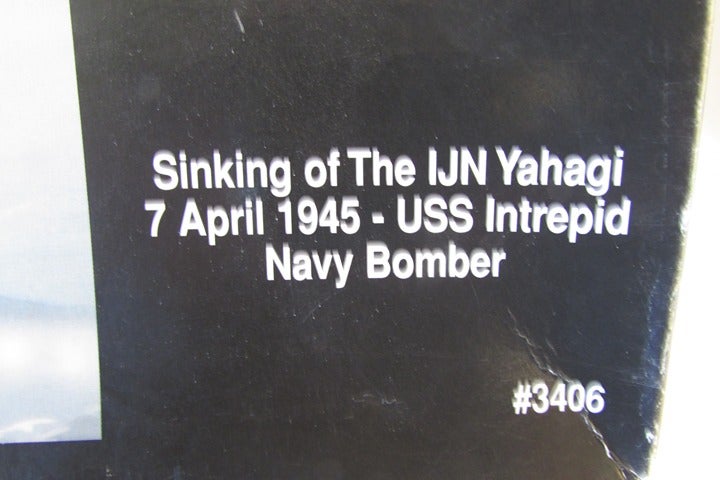 Sinking of The IJN Yahagi
7 April 1945 - USS Intrepid
Navy Bomber
#3406